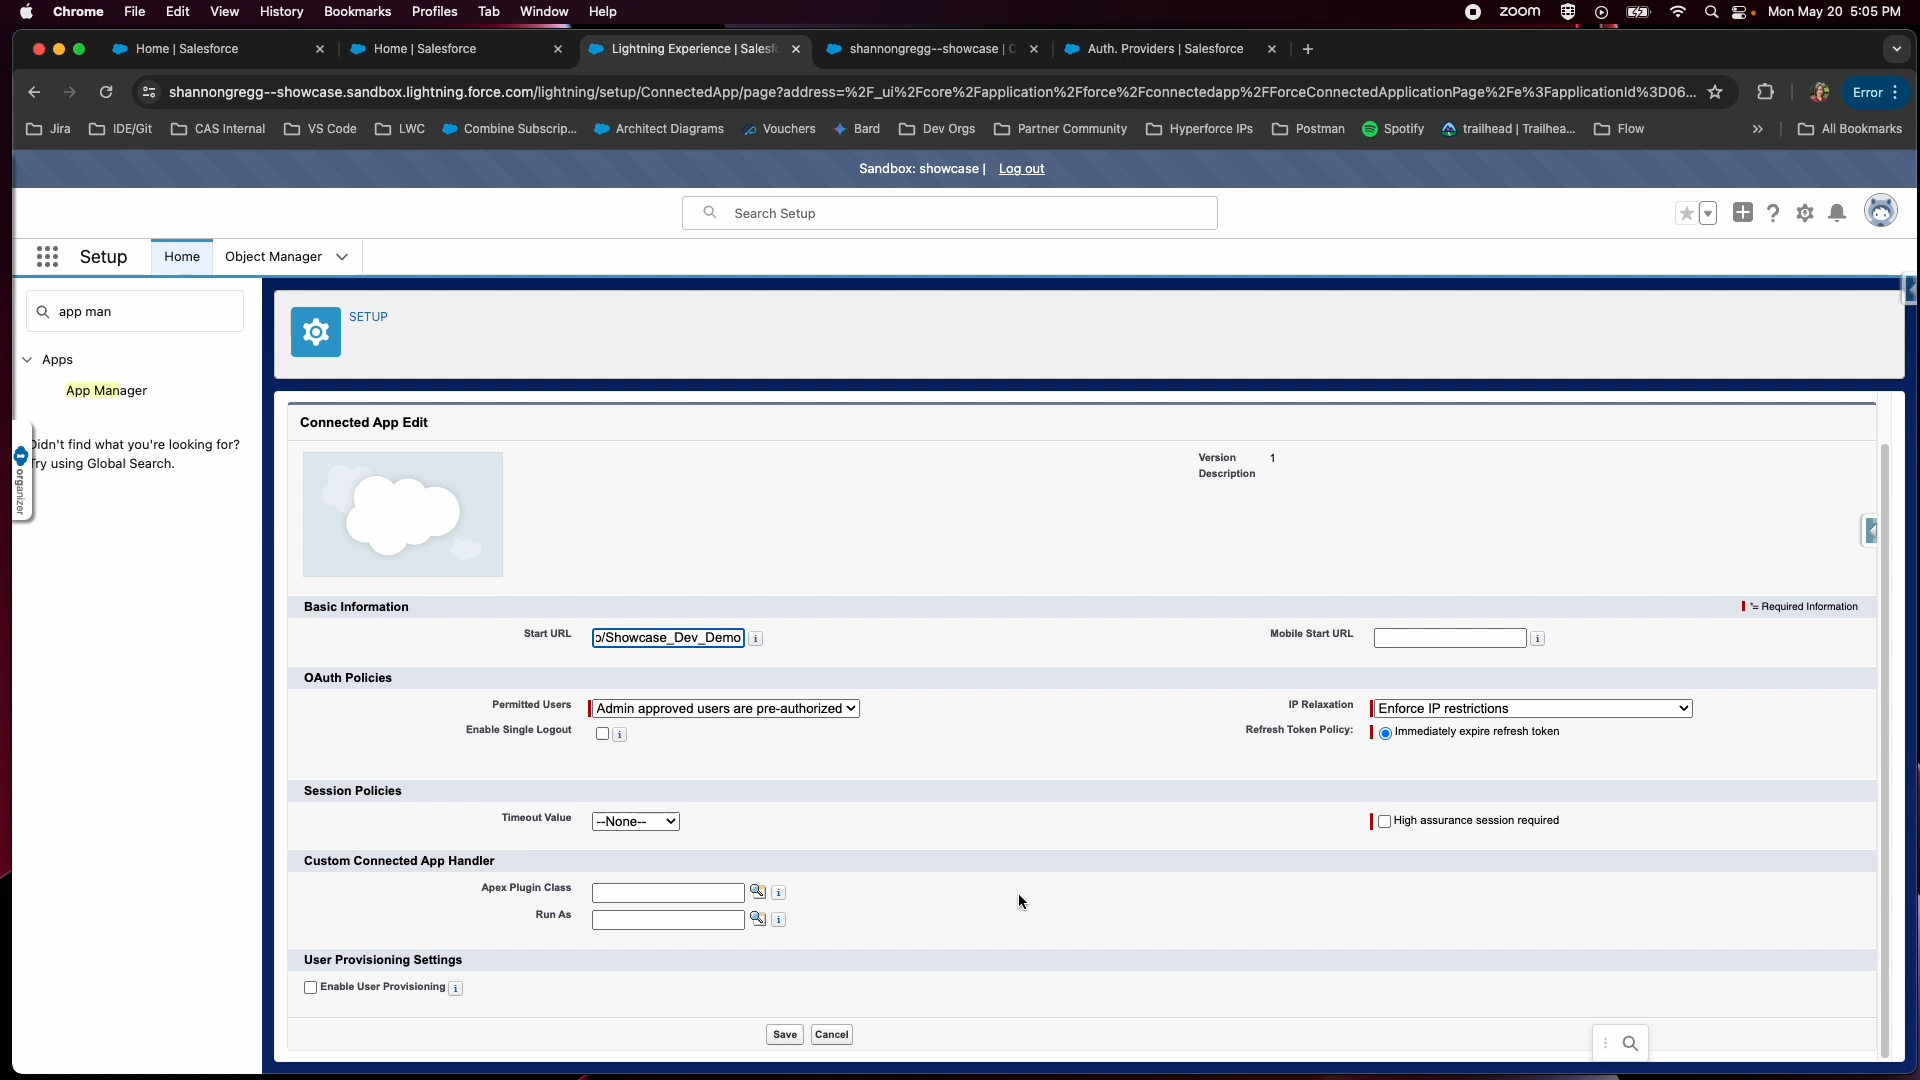 Chrome File Edit View History Bookmarks Profiles Tab Window Help zoom Mon May 20 5:05 PM
Home | Salesforce Home | Salesforce Lightning Experience | Salesf shannongregg--showcase | C Auth. Providers | Salesforce
shannongregg--showcase.sandbox.lightning.force.com/lightning/setup/ConnectedApp/page?address=%2F_ui%2Fcore%2Fapplication%2Fforce%2Fconnectedapp%2FForceConnectedApplicationPage%2Fe%3FapplicationId%3D06... Error
Jira IDE/Git CAS Internal VS Code LWC Combine Subscrip... Architect Diagrams Vouchers Bard Dev Orgs Partner Community Hyperforce IPs Postman Spotify trailhead | Trailhea... Flow » All Bookmarks
Sandbox: showcase | Log out
Search Setup
Setup Home Object Manager
app man
Apps
App Manager
Didn't find what you're looking for?
Try using Global Search.
organizer
SETUP
Connected App Edit
Version 1
Description
Basic Information *= Required Information
Start URL o/Showcase_Dev_Demo Mobile Start URL
OAuth Policies
Permitted Users Admin approved users are pre-authorized IP Relaxation Enforce IP restrictions
Enable Single Logout Refresh Token Policy: Immediately expire refresh token
Session Policies
Timeout Value --None-- High assurance session required
Custom Connected App Handler
Apex Plugin Class
Run As
User Provisioning Settings
Enable User Provisioning
Save Cancel